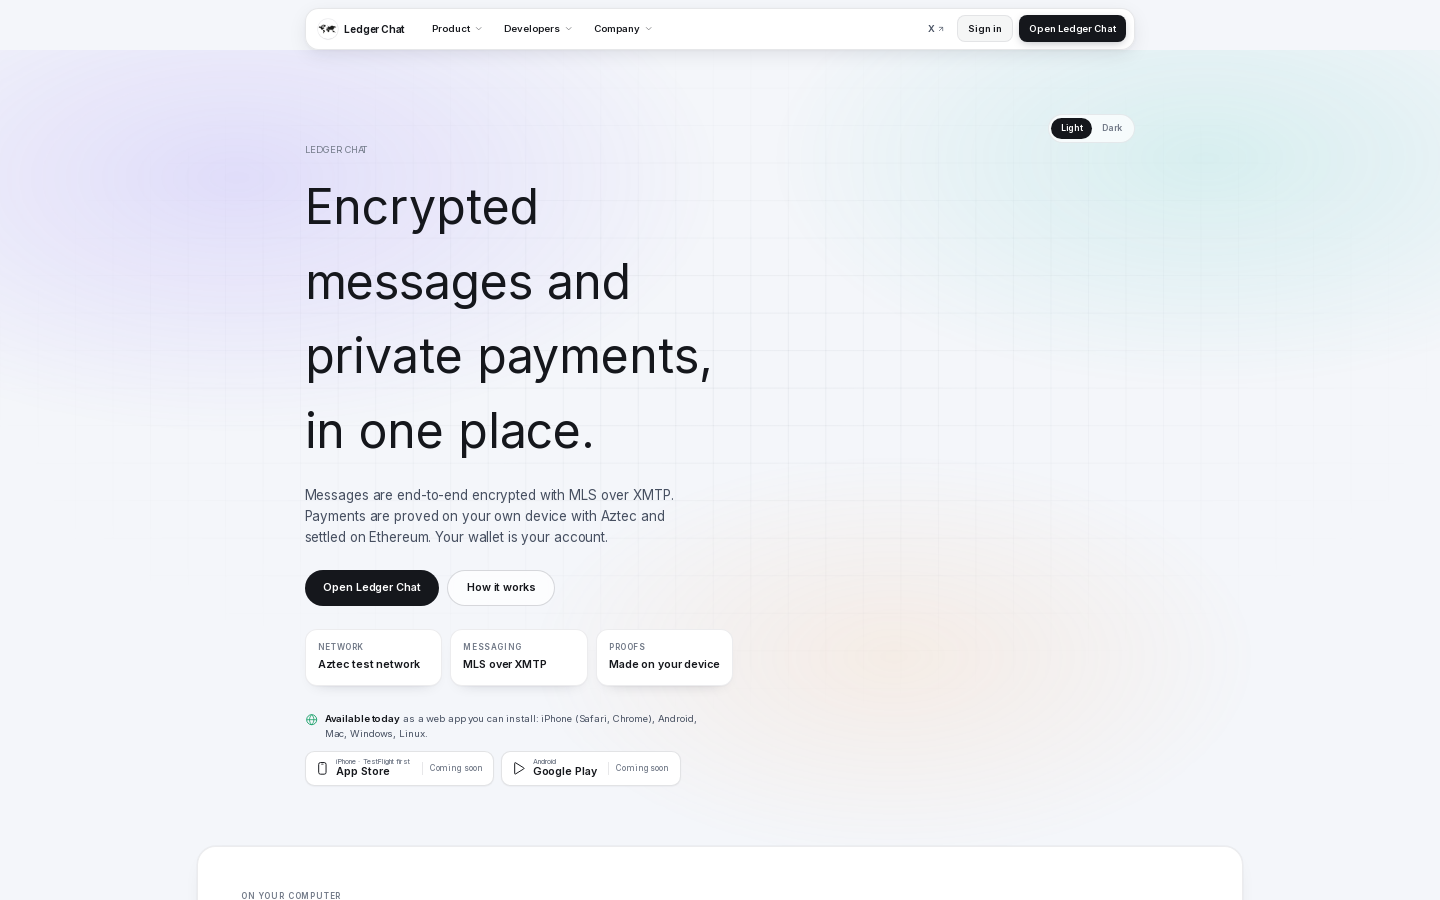 Ledger Chat
Product
Developers
Company
X
Sign in
Open Ledger Chat
Light
Dark
LEDGER CHAT
Encrypted
messages and
private payments,
in one place.
Messages are end-to-end encrypted with MLS over XMTP.
Payments are proved on your own device with Aztec and
settled on Ethereum. Your wallet is your account.
Open Ledger Chat
How it works
NETWORK
Aztec test network
MESSAGING
MLS over XMTP
PROOFS
Made on your device
Available today as a web app you can install: iPhone (Safari, Chrome), Android,
Mac, Windows, Linux.
iPhone · TestFlight first
App Store
Coming soon
Android
Google Play
Coming soon
ON YOUR COMPUTER